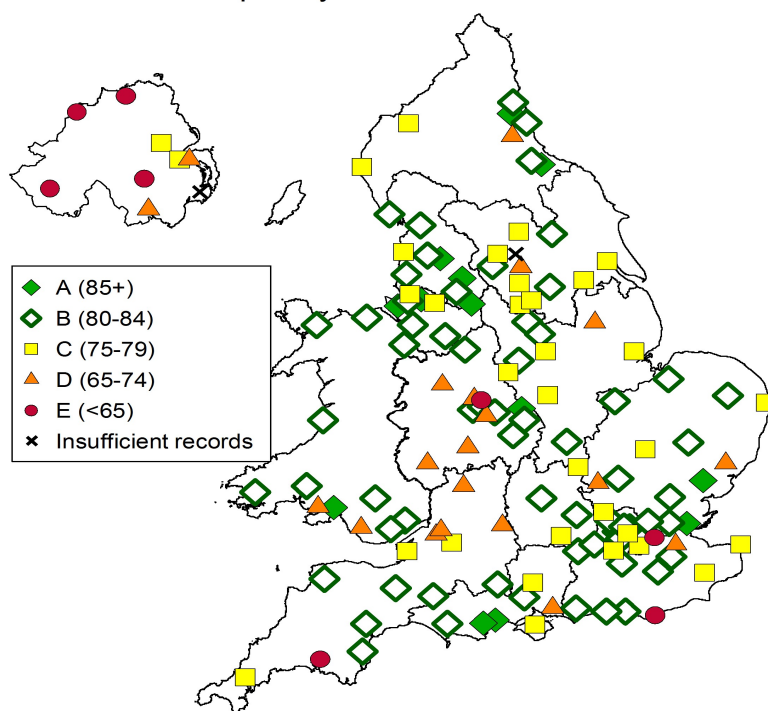 A (85+)
B (80-84)
C (75-79)
D (65-74)
E (<65)
Insufficient records